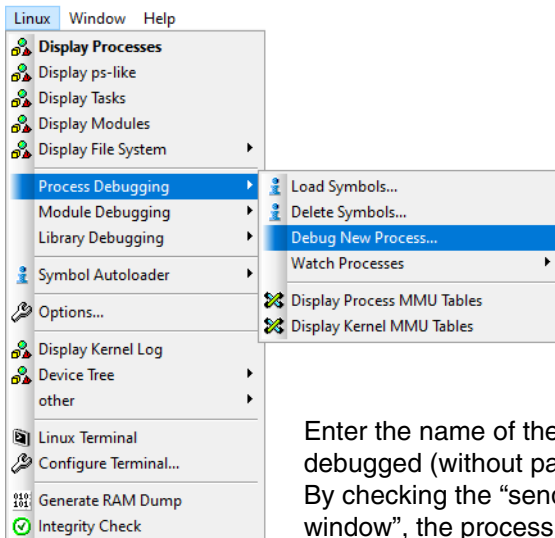 Linux Window Help
Display Processes
Display ps-like
Display Tasks
Display Modules
Display File System
Process Debugging
Module Debugging
Library Debugging
Symbol Autoloader
Options...
Display Kernel Log
Device Tree
other
Linux Terminal
Configure Terminal...
Generate RAM Dump
Integrity Check
Load Symbols...
Delete Symbols...
Debug New Process...
Watch Processes
Display Process MMU Tables
Display Kernel MMU Tables
Enter the name of the
debugged (without pa
By checking the “send
window”, the process